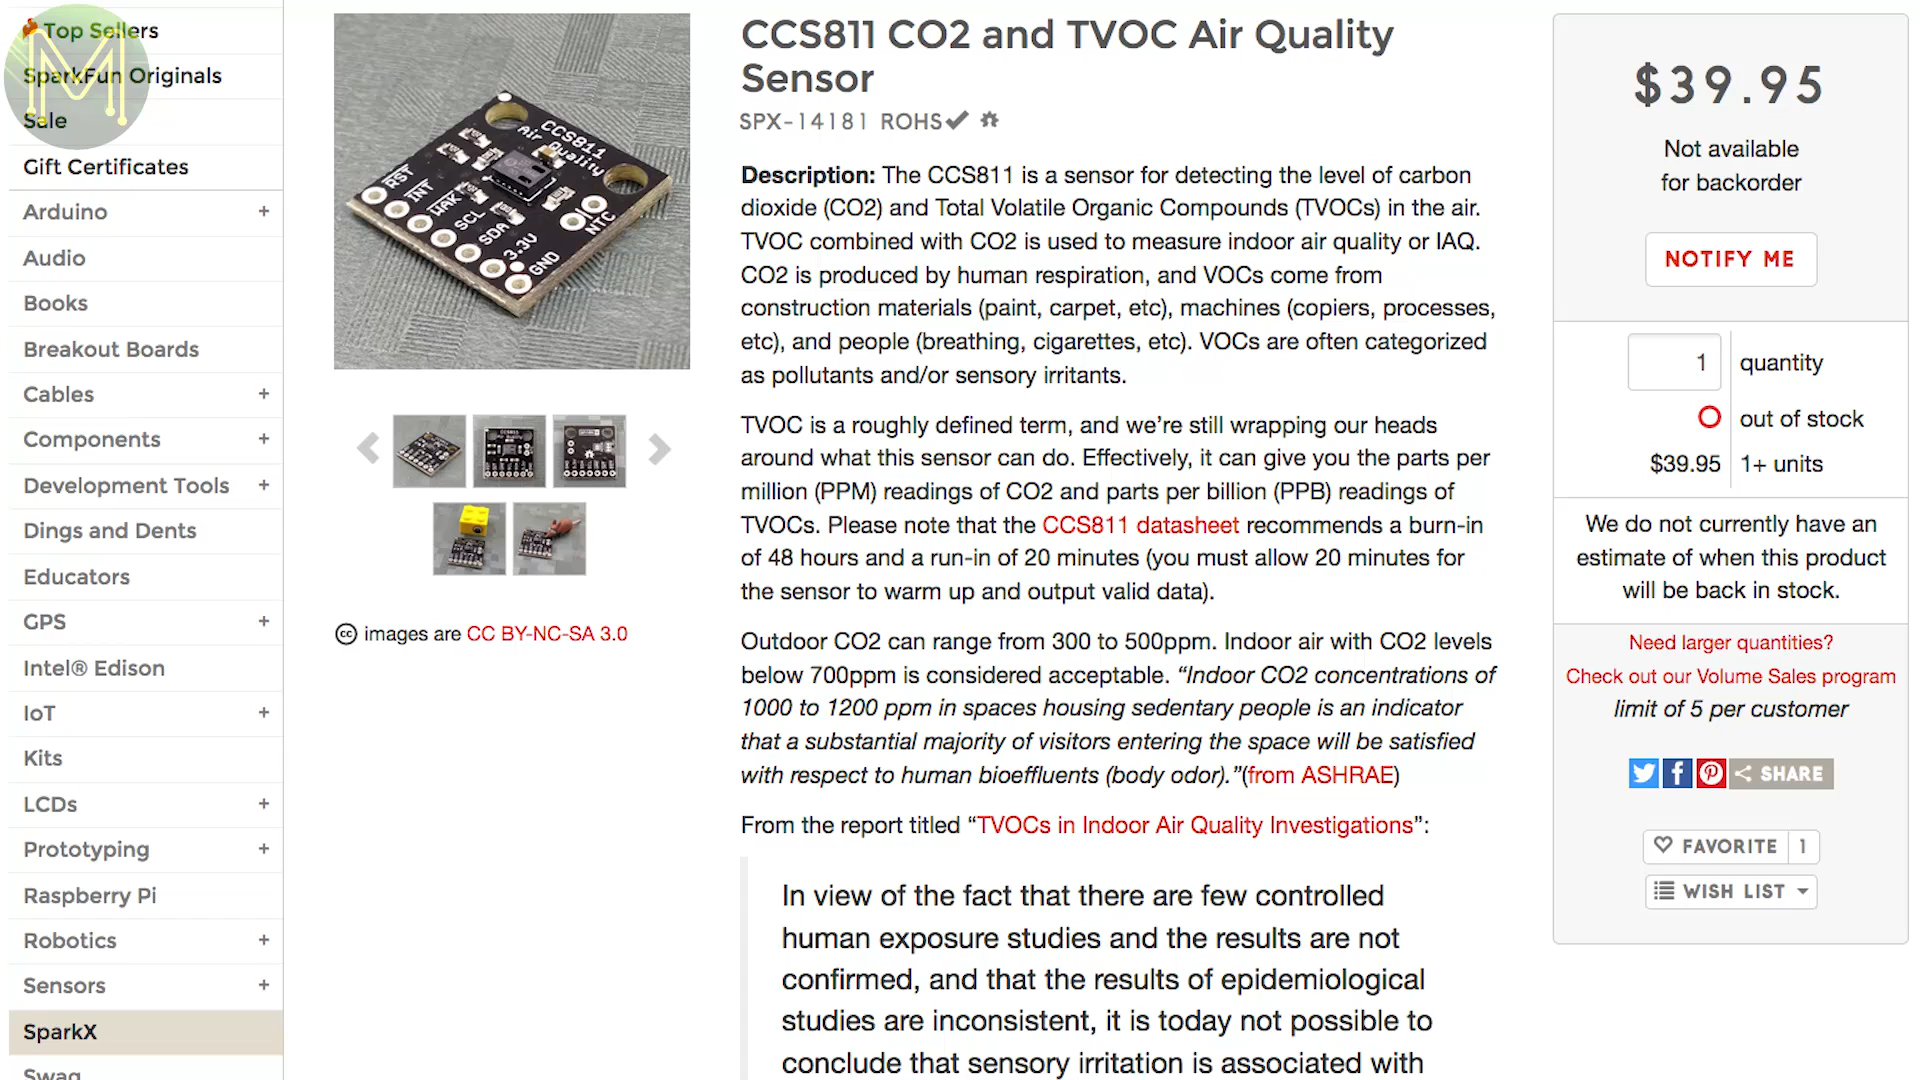 Top Sellers
SparkFun Originals
Sale
Gift Certificates
Arduino +
Audio
Books
Breakout Boards
Cables +
Components +
Development Tools +
Dings and Dents
Educators
GPS +
Intel® Edison
IoT +
Kits
LCDs +
Prototyping +
Raspberry Pi
Robotics +
Sensors +
SparkX
Swag
M
CCS811
Air Quality
RST
INT
WAK
SCL
SDA
3.3V
GND
NTC
cc images are CC BY-NC-SA 3.0
CCS811 CO2 and TVOC Air Quality
Sensor
SPX-14181 ROHS✔
Description: The CCS811 is a sensor for detecting the level of carbon
dioxide (CO2) and Total Volatile Organic Compounds (TVOCs) in the air.
TVOC combined with CO2 is used to measure indoor air quality or IAQ.
CO2 is produced by human respiration, and VOCs come from
construction materials (paint, carpet, etc), machines (copiers, processes,
etc), and people (breathing, cigarettes, etc). VOCs are often categorized
as pollutants and/or sensory irritants.
TVOC is a roughly defined term, and we’re still wrapping our heads
around what this sensor can do. Effectively, it can give you the parts per
million (PPM) readings of CO2 and parts per billion (PPB) readings of
TVOCs. Please note that the CCS811 datasheet recommends a burn-in
of 48 hours and a run-in of 20 minutes (you must allow 20 minutes for
the sensor to warm up and output valid data).
Outdoor CO2 can range from 300 to 500ppm. Indoor air with CO2 levels
below 700ppm is considered acceptable. “Indoor CO2 concentrations of
1000 to 1200 ppm in spaces housing sedentary people is an indicator
that a substantial majority of visitors entering the space will be satisfied
with respect to human bioeffluents (body odor).”(from ASHRAE)
From the report titled “TVOCs in Indoor Air Quality Investigations”:
In view of the fact that there are few controlled
human exposure studies and the results are not
confirmed, and that the results of epidemiological
studies are inconsistent, it is today not possible to
conclude that sensory irritation is associated with
$39.95
Not available
for backorder
NOTIFY ME
1 quantity
out of stock
$39.95 1+ units
We do not currently have an
estimate of when this product
will be back in stock.
Need larger quantities?
Check out our Volume Sales program
limit of 5 per customer
SHARE
FAVORITE 1
WISH LIST